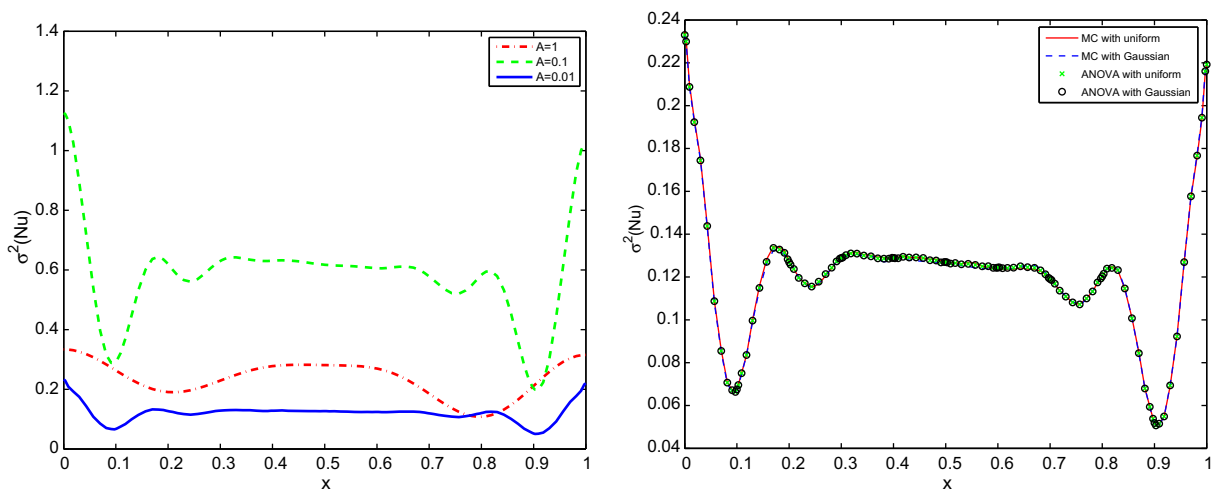 1.4
1.2
1
0.8
0.6
0.4
0.2
0
σ²(Nu)
0 0.1 0.2 0.3 0.4 0.5 0.6 0.7 0.8 0.9 1
x
A=1
A=0.1
A=0.01
0.24
0.22
0.2
0.18
0.16
0.14
0.12
0.1
0.08
0.06
0.04
σ²(Nu)
0 0.1 0.2 0.3 0.4 0.5 0.6 0.7 0.8 0.9 1
x
MC with uniform
MC with Gaussian
ANOVA with uniform
ANOVA with Gaussian